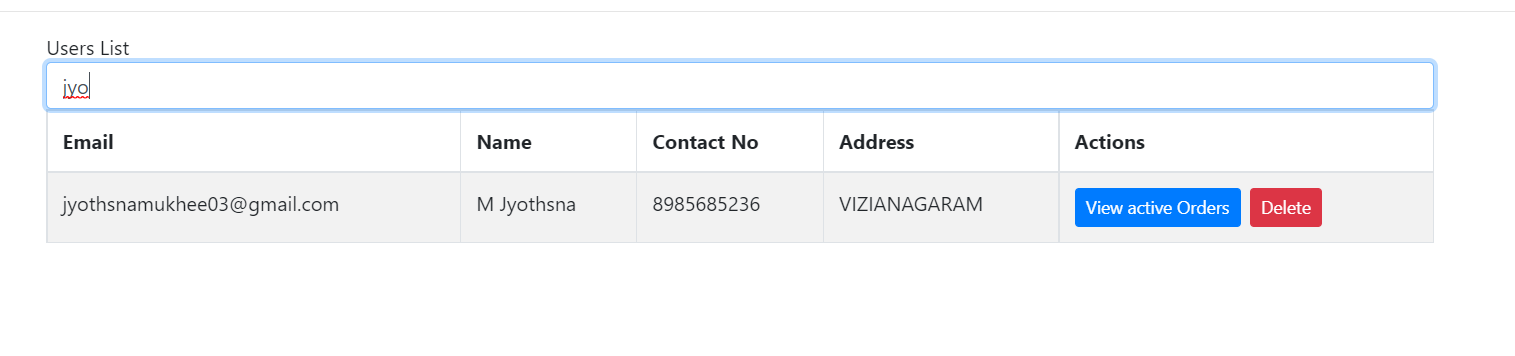 Users List
jyo
Email Name Contact No Address Actions
jyothsnamukhee03@gmail.com M Jyothsna 8985685236 VIZIANAGARAM View active Orders Delete